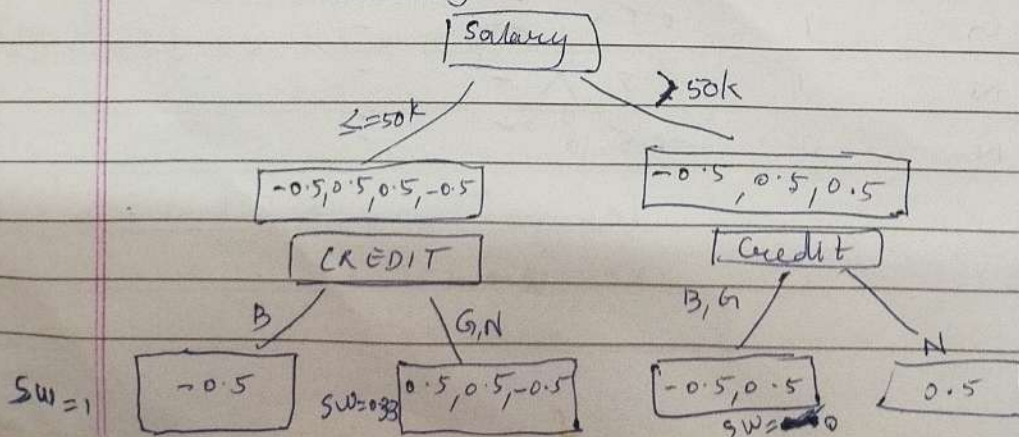 Salary
<=50k >50k
-0.5, 0.5, 0.5, -0.5 -0.5, 0.5, 0.5
CREDIT Credit
B G,N B,G N
SW=1 -0.5 SW=0.33 0.5, 0.5, -0.5 -0.5, 0.5 0.5
SW= 0